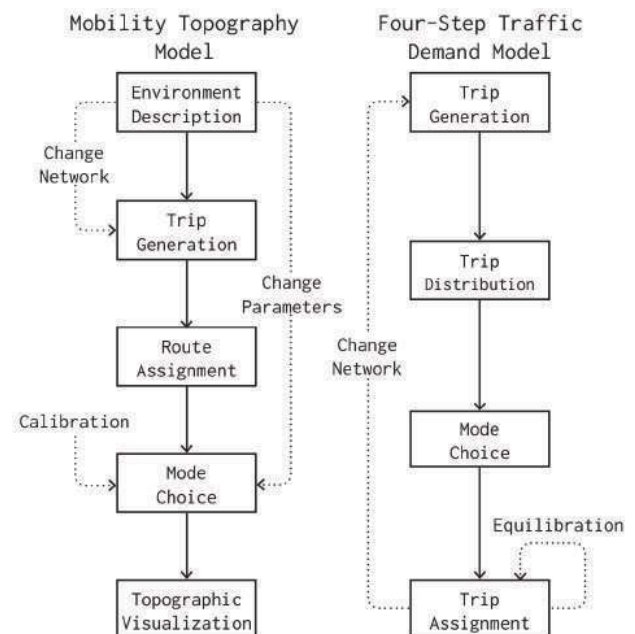 Mobility Topography
Model
Environment
Description
Change
Network
Trip
Generation
Change
Parameters
Route
Assignment
Calibration
Mode
Choice
Topographic
Visualization
Four-Step Traffic
Demand Model
Trip
Generation
Trip
Distribution
Change
Network
Mode
Choice
Equilibration
Trip
Assignment